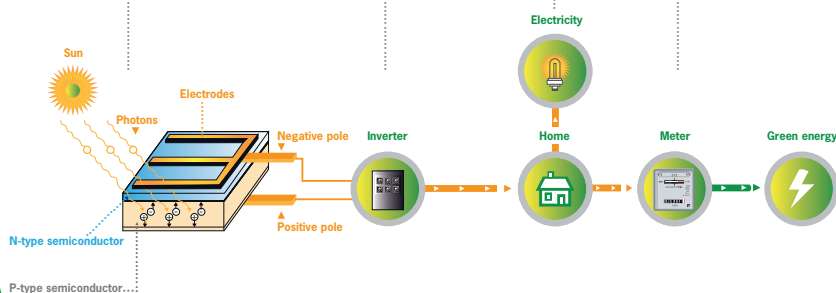 Electricity
Sun
Electrodes
Photons
Negative pole
Inverter
Home
Meter
Green energy
Positive pole
N-type semiconductor
P-type semiconductor